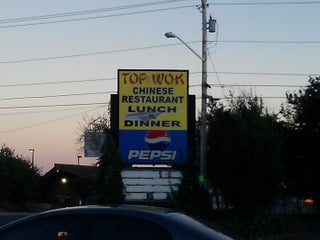 TOP WOK
CHINESE
RESTAURANT
LUNCH
DINNER
PEPSI